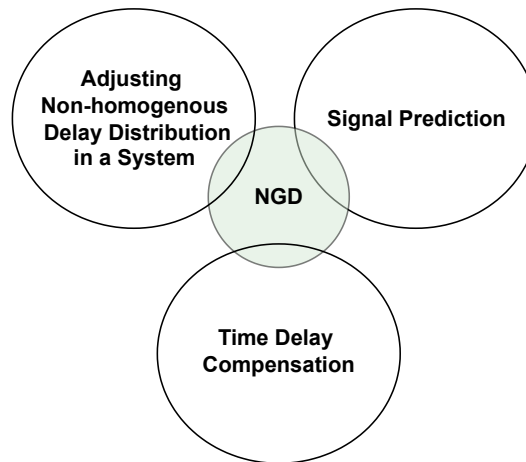 Adjusting
Non-homogenous
Delay Distribution
in a System
Signal Prediction
NGD
Time Delay
Compensation